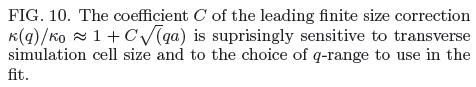 FIG. 10. The coefficient C of the leading finite size correction
κ(q)/κ0 ≈ 1 + C√(qa) is suprisingly sensitive to transverse
simulation cell size and to the choice of q-range to use in the
fit.